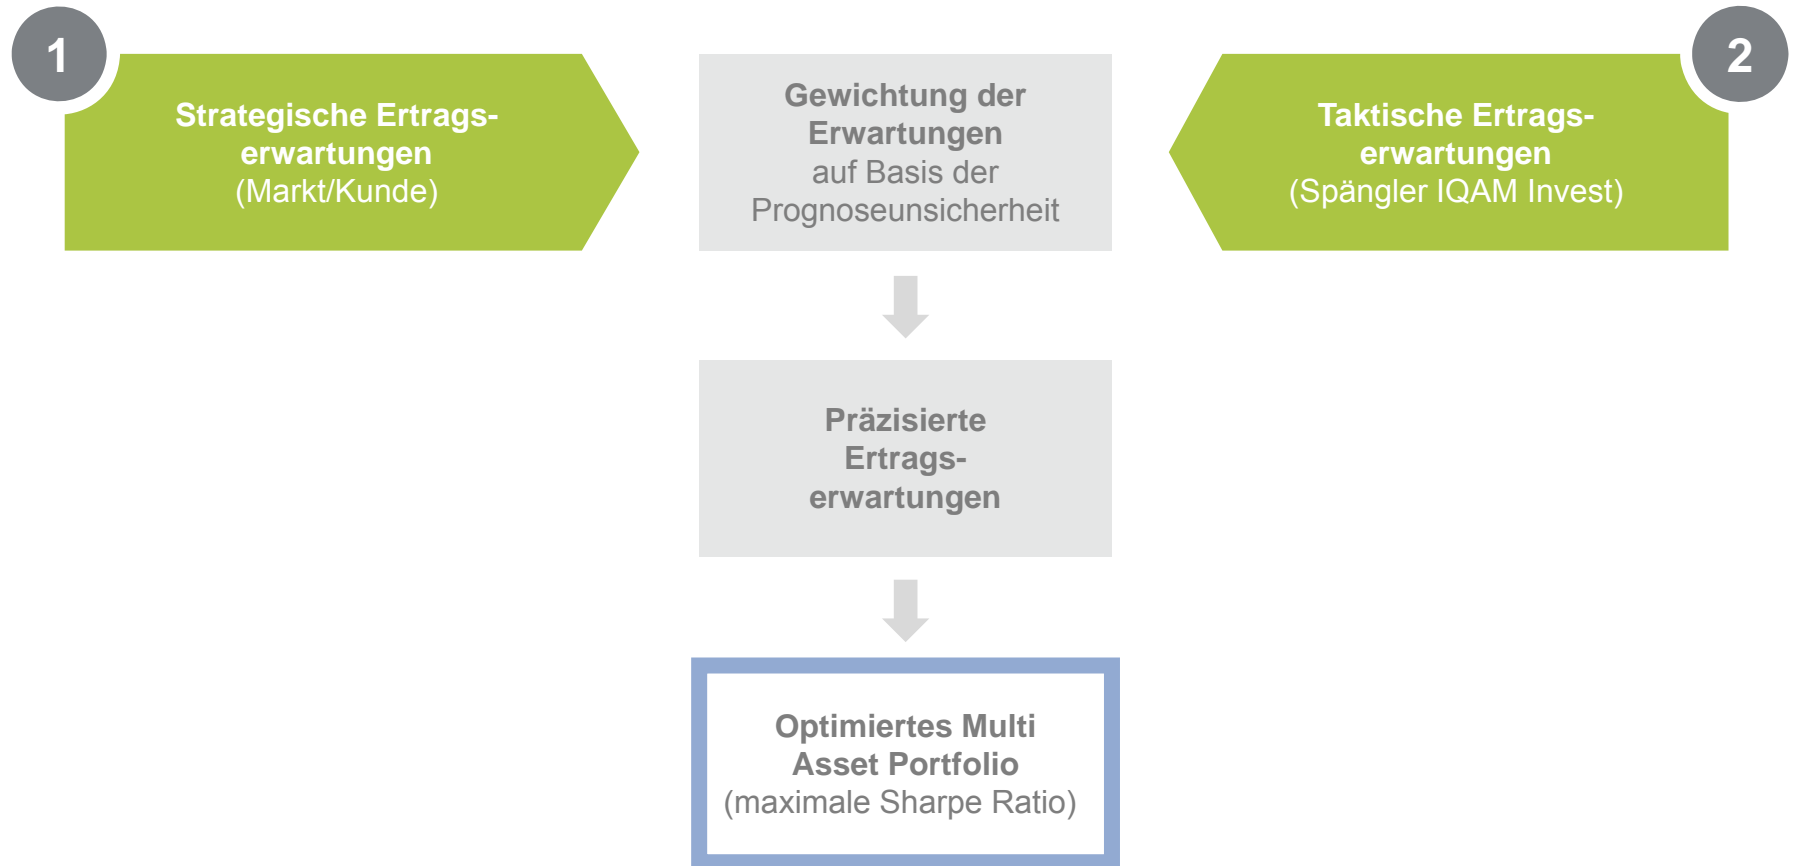 1
Strategische Ertrags-
erwartungen
(Markt/Kunde)
Gewichtung der
Erwartungen
auf Basis der
Prognoseunsicherheit
2
Taktische Ertrags-
erwartungen
(Spängler IQAM Invest)
Präzisierte
Ertrags-
erwartungen
Optimiertes Multi
Asset Portfolio
(maximale Sharpe Ratio)